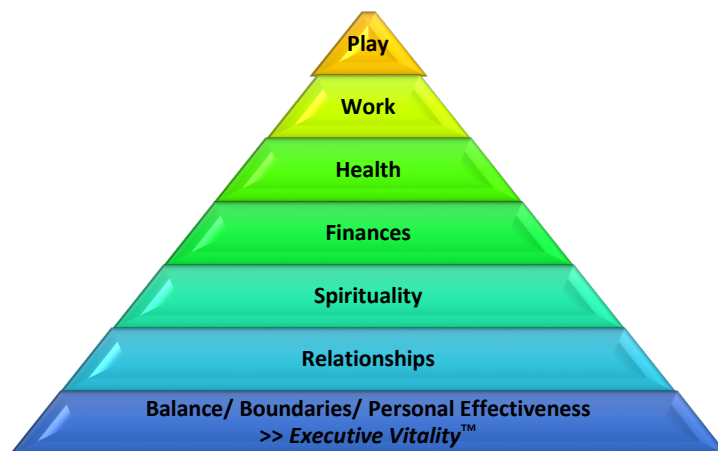 Play
Work
Health
Finances
Spirituality
Relationships
Balance/ Boundaries/ Personal Effectiveness
>> Executive Vitality™